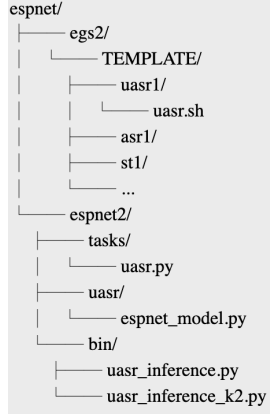 espnet/
egs2/
TEMPLATE/
uasr1/
uasr.sh
asr1/
st1/
...
espnet2/
tasks/
uasr.py
uasr/
espnet_model.py
bin/
uasr_inference.py
uasr_inference_k2.py